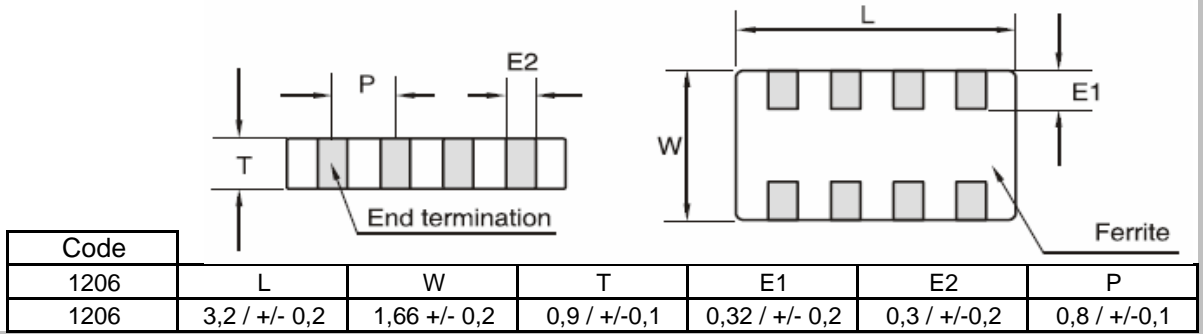 L
E2
P
E1
W
T
End termination
Ferrite
Code
1206 L W T E1 E2 P
1206 3,2 / +/- 0,2 1,66 +/- 0,2 0,9 / +/-0,1 0,32 / +/- 0,2 0,3 / +/-0,2 0,8 / +/-0,1